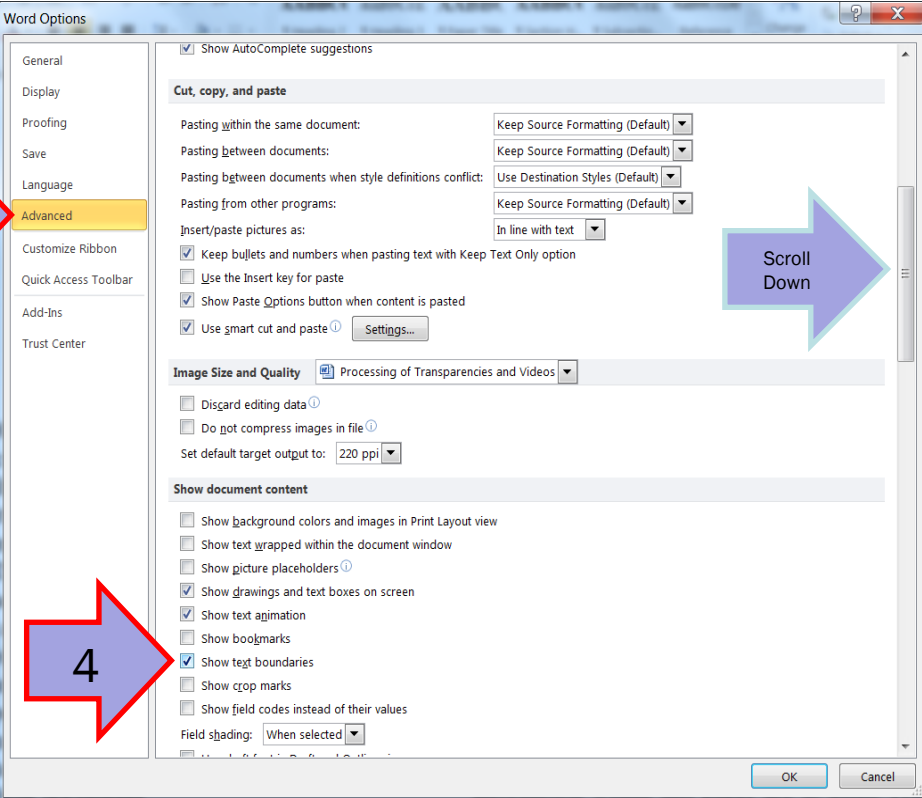 Word Options
General
Display
Proofing
Save
Language
Advanced
Customize Ribbon
Quick Access Toolbar
Add-Ins
Trust Center
Show AutoComplete suggestions
Cut, copy, and paste
Pasting within the same document: Keep Source Formatting (Default)
Pasting between documents: Keep Source Formatting (Default)
Pasting between documents when style definitions conflict: Use Destination Styles (Default)
Pasting from other programs: Keep Source Formatting (Default)
Insert/paste pictures as: In line with text
Keep bullets and numbers when pasting text with Keep Text Only option
Use the Insert key for paste
Show Paste Options button when content is pasted
Use smart cut and paste Settings...
Scroll
Down
Image Size and Quality Processing of Transparencies and Videos
Discard editing data
Do not compress images in file
Set default target output to: 220 ppi
Show document content
Show background colors and images in Print Layout view
Show text wrapped within the document window
Show picture placeholders
Show drawings and text boxes on screen
Show text animation
Show bookmarks
4
Show text boundaries
Show crop marks
Show field codes instead of their values
Field shading: When selected
OK Cancel